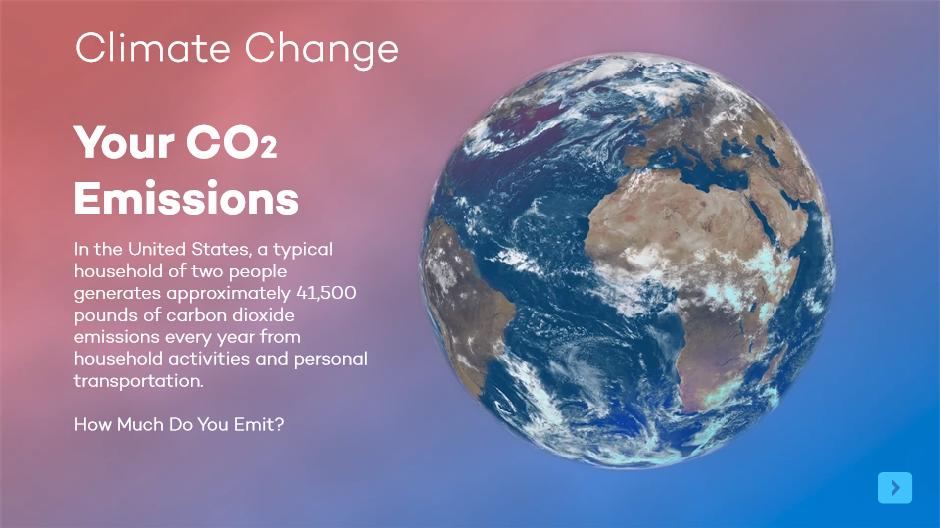 Climate Change
Your CO2
Emissions
In the United States, a typical
household of two people
generates approximately 41,500
pounds of carbon dioxide
emissions every year from
household activities and personal
transportation.
How Much Do You Emit?